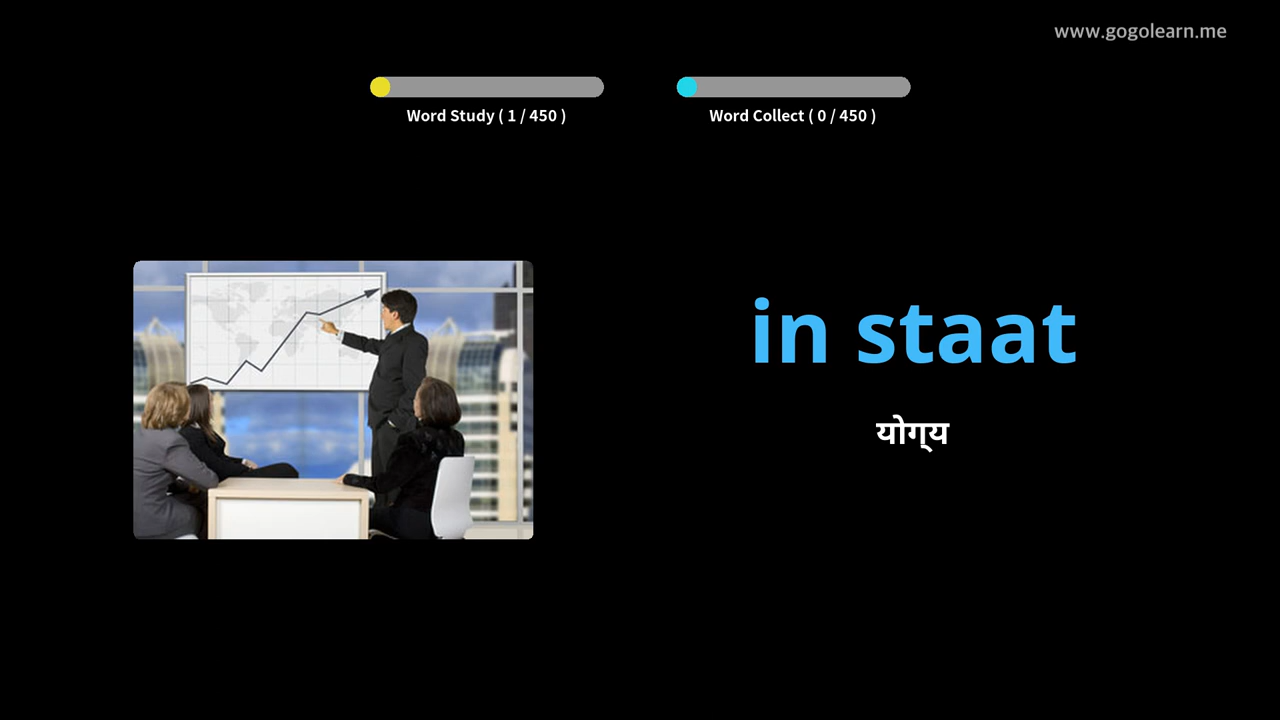 www.gogolearn.me
Word Study ( 1 / 450 )
Word Collect ( 0 / 450 )
in staat
योग्य